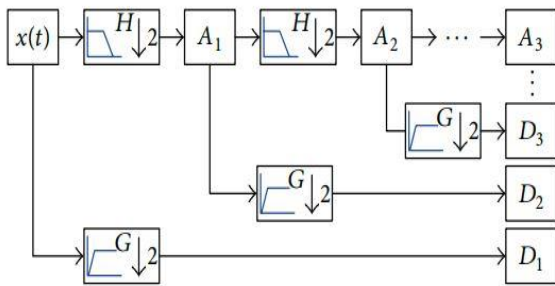 x(t) H ↓2 A₁ H ↓2 A₂ ⋯ A₃
⋮
G ↓2 D₃
G ↓2 D₂
G ↓2 D₁